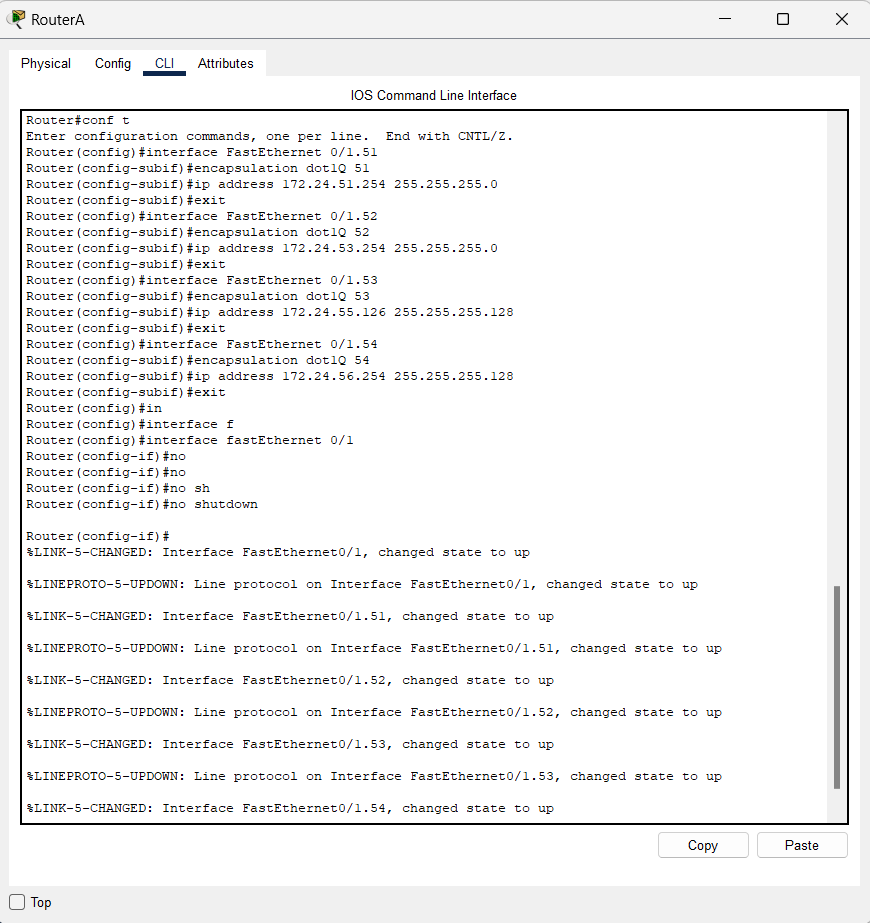 RouterA
Physical Config CLI Attributes
IOS Command Line Interface
Router#conf t
Enter configuration commands, one per line.  End with CNTL/Z.
Router(config)#interface FastEthernet 0/1.51
Router(config-subif)#encapsulation dot1Q 51
Router(config-subif)#ip address 172.24.51.254 255.255.255.0
Router(config-subif)#exit
Router(config)#interface FastEthernet 0/1.52
Router(config-subif)#encapsulation dot1Q 52
Router(config-subif)#ip address 172.24.53.254 255.255.255.0
Router(config-subif)#exit
Router(config)#interface FastEthernet 0/1.53
Router(config-subif)#encapsulation dot1Q 53
Router(config-subif)#ip address 172.24.55.126 255.255.255.128
Router(config-subif)#exit
Router(config)#interface FastEthernet 0/1.54
Router(config-subif)#encapsulation dot1Q 54
Router(config-subif)#ip address 172.24.56.254 255.255.255.128
Router(config-subif)#exit
Router(config)#in
Router(config)#interface f
Router(config)#interface fastEthernet 0/1
Router(config-if)#no
Router(config-if)#no
Router(config-if)#no sh
Router(config-if)#no shutdown
Router(config-if)#
%LINK-5-CHANGED: Interface FastEthernet0/1, changed state to up
%LINEPROTO-5-UPDOWN: Line protocol on Interface FastEthernet0/1, changed state to up
%LINK-5-CHANGED: Interface FastEthernet0/1.51, changed state to up
%LINEPROTO-5-UPDOWN: Line protocol on Interface FastEthernet0/1.51, changed state to up
%LINK-5-CHANGED: Interface FastEthernet0/1.52, changed state to up
%LINEPROTO-5-UPDOWN: Line protocol on Interface FastEthernet0/1.52, changed state to up
%LINK-5-CHANGED: Interface FastEthernet0/1.53, changed state to up
%LINEPROTO-5-UPDOWN: Line protocol on Interface FastEthernet0/1.53, changed state to up
%LINK-5-CHANGED: Interface FastEthernet0/1.54, changed state to up
Copy Paste
Top